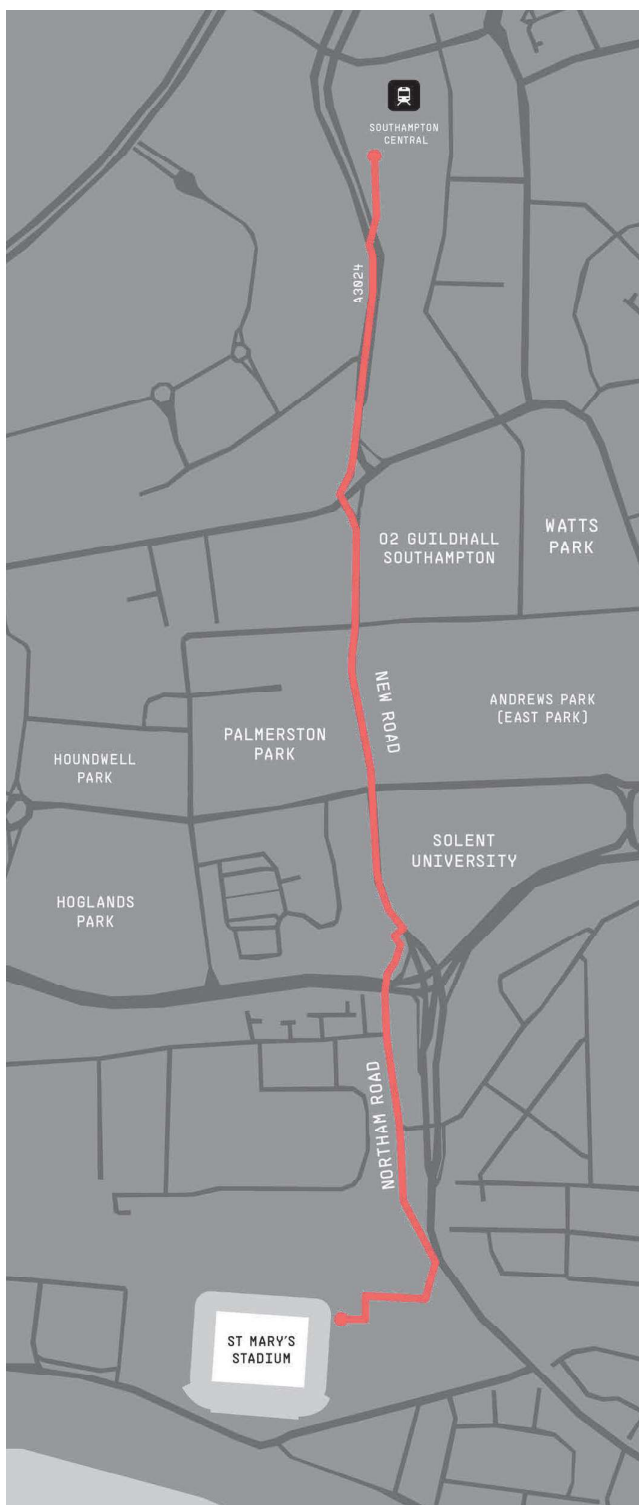 SOUTHAMPTON
CENTRAL
A3024
O2 GUILDHALL
SOUTHAMPTON
WATTS
PARK
NEW ROAD
ANDREWS PARK
(EAST PARK)
PALMERSTON
PARK
HOUNDWELL
PARK
SOLENT
UNIVERSITY
HOGLANDS
PARK
NORTHAM ROAD
ST MARY'S
STADIUM